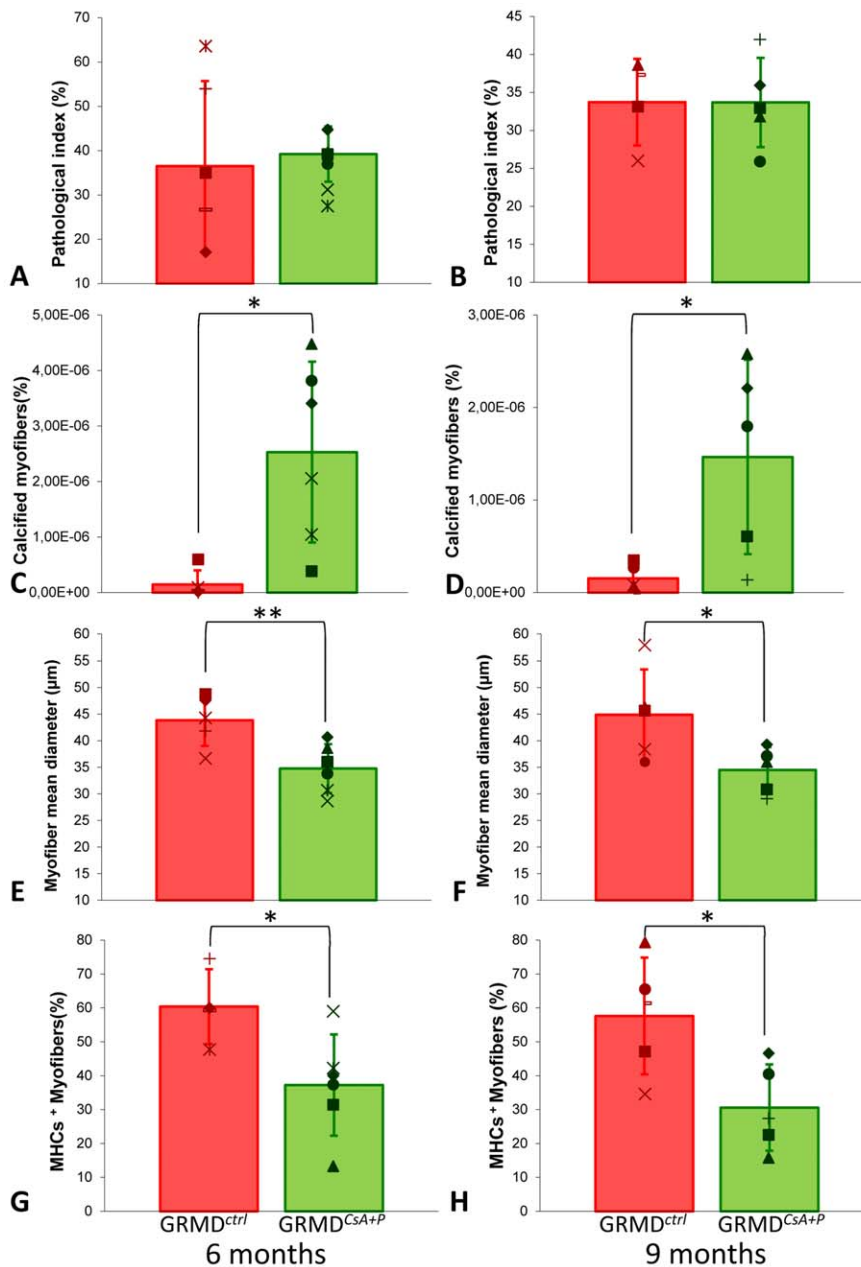 Pathological index (%)
70
60
50
40
30
20
10
A
Pathological index (%)
45
40
35
30
25
20
15
10
B
Calcified myofibers(%)
5,00E-06
4,00E-06
3,00E-06
2,00E-06
1,00E-06
0,00E+00
*
C
Calcified myofibers (%)
3,00E-06
2,00E-06
1,00E-06
0,00E+00
*
D
Myofiber mean diameter (µm)
60
55
50
45
40
35
30
25
20
15
10
**
E
Myofiber mean diameter (µm)
60
55
50
45
40
35
30
25
20
15
10
*
F
MHCs + Myofibers(%)
80
70
60
50
40
30
20
10
0
*
G
MHCs + Myofibers (%)
80
70
60
50
40
30
20
10
0
*
H
GRMDctrl GRMDCsA+P
6 months
GRMDctrl GRMDCsA+P
9 months